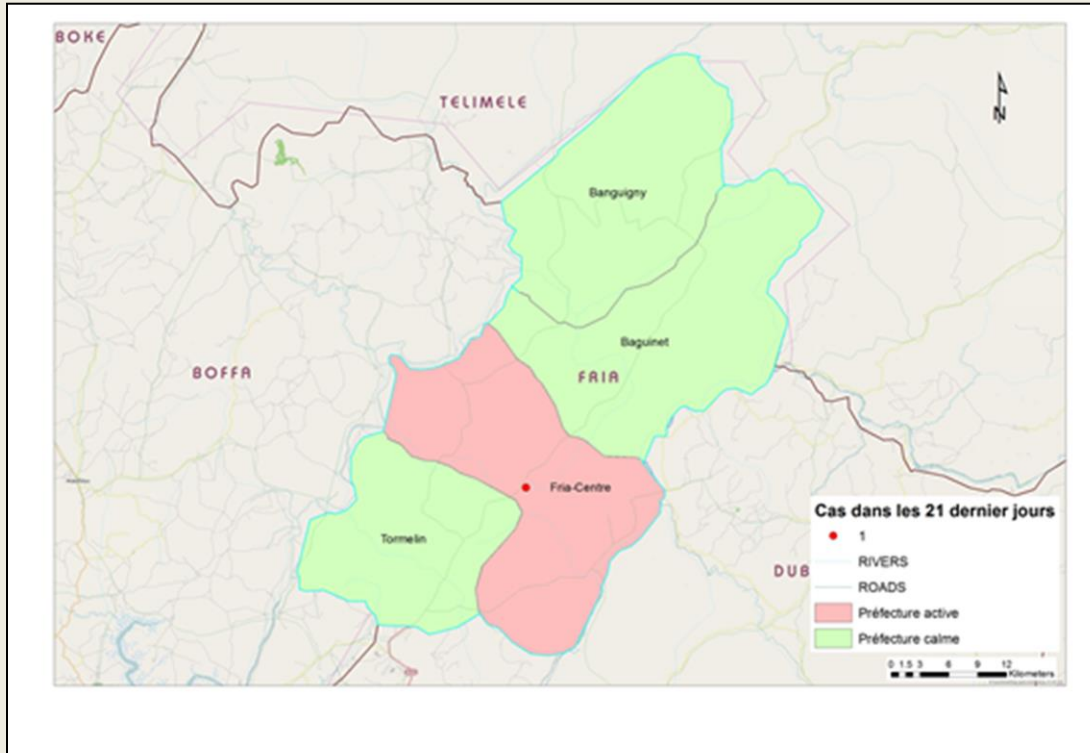 BOKE
TELIMELE
Banguigny
Baguinet
BOFFA
FRIA
Fria-Centre
Tormelin
DUB
Cas dans les 21 dernier jours
1
RIVERS
ROADS
Préfecture active
Préfecture calme
0 1.5 3 6 9 12
Kilometers
N